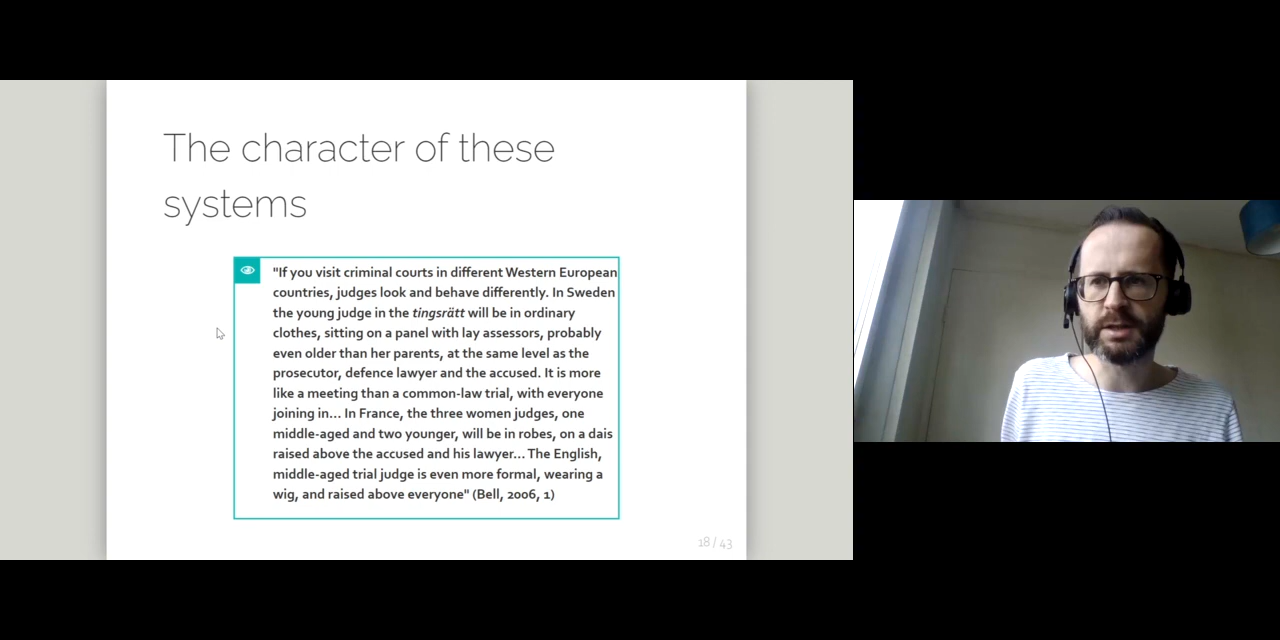 The character of these
systems
"If you visit criminal courts in different Western European
countries, judges look and behave differently. In Sweden
the young judge in the tingsrätt will be in ordinary
clothes, sitting on a panel with lay assessors, probably
even older than her parents, at the same level as the
prosecutor, defence lawyer and the accused. It is more
like a meeting than a common-law trial, with everyone
joining in... In France, the three women judges, one
middle-aged and two younger, will be in robes, on a dais
raised above the accused and his lawyer... The English,
middle-aged trial judge is even more formal, wearing a
wig, and raised above everyone" (Bell, 2006, 1)
18 / 43